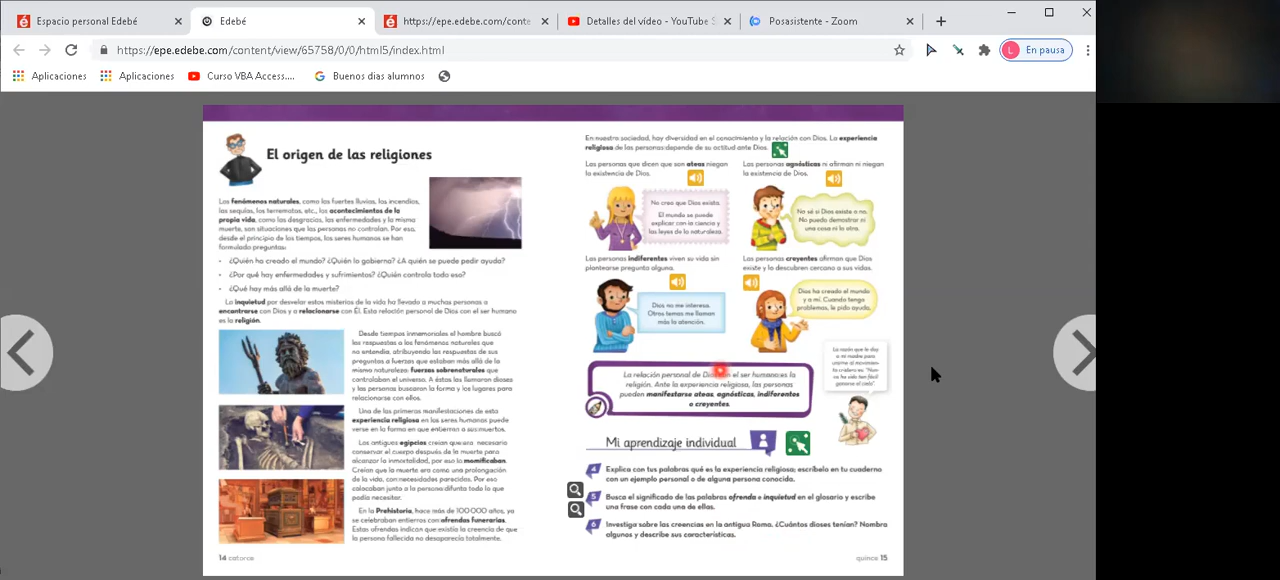 Espacio personal Edebé
Edebé
https://epe.edebe.com/conte
Detalles del vídeo - YouTube S
Posasistente - Zoom
https://epe.edebe.com/content/view/65758/0/0/html5/index.html
L En pausa
Aplicaciones
Aplicaciones
Curso VBA Access....
Buenos dias alumnos
El origen de las religiones
Los fenómenos naturales, como las fuertes lluvias, los incendios,
las sequías, los terremotos, etc., los acontecimientos de la
propia vida, como las desgracias, las enfermedades y la misma
muerte, son situaciones que las personas no controlan. Por eso,
desde el principio de los tiempos, los seres humanos se han
formulado preguntas:
• ¿Quién ha creado el mundo? ¿Quién lo gobierna? ¿A quién se puede pedir ayuda?
• ¿Por qué hay enfermedades y sufrimientos? ¿Quién controla todo eso?
• ¿Qué hay más allá de la muerte?
La inquietud por desvelar estos misterios de la vida ha llevado a muchas personas a
encontrarse con Dios y a relacionarse con Él. Esta relación personal de Dios con el ser humano
es la religión.
Desde tiempos inmemoriales el hombre buscó
las respuestas a los fenómenos naturales que
no entendía, atribuyendo las respuestas de sus
preguntas a fuerzas que estaban más allá de la
misma naturaleza: fuerzas sobrenaturales que
controlaban el universo. A éstas las llamaron dioses
y las personas buscaron la forma y los lugares para
relacionarse con ellos.
Una de las primeras manifestaciones de esta
experiencia religiosa en los seres humanos puede
verse en la forma en que entierran a sus muertos.
Los antiguos egipcios creían que era necesario
conservar el cuerpo después de la muerte para
alcanzar la inmortalidad, por eso lo momificaban.
Creían que la muerte era como una prolongación
de la vida, con necesidades parecidas. Por eso
colocaban junto a la persona difunta todo lo que
podía necesitar.
En la Prehistoria, hace más de 100 000 años, ya
se celebraban entierros con ofrendas funerarias.
Estas ofrendas indican que existía la creencia de que
la persona fallecida no desaparecía totalmente.
14 catorce
En nuestra sociedad, hay diversidad en el conocimiento y la relación con Dios. La experiencia
religiosa de las personas depende de su actitud ante Dios.
Las personas que dicen que son ateas niegan
la existencia de Dios.
Las personas agnósticas ni afirman ni niegan
la existencia de Dios.
No creo que Dios exista.
El mundo se puede
explicar con la ciencia y
las leyes de la naturaleza.
No sé si Dios existe o no.
No puedo demostrar ni
una cosa ni la otra.
Las personas indiferentes viven su vida sin
plantearse pregunta alguna.
Las personas creyentes afirman que Dios
existe y lo descubren cercano a sus vidas.
Dios no me interesa.
Otros temas me llaman
más la atención.
Dios ha creado el mundo
y a mí. Cuando tengo
problemas, le pido ayuda.
La relación personal de Dios con el ser humano es la
religión. Ante la experiencia religiosa, las personas
pueden manifestarse ateas, agnósticas, indiferentes
o creyentes.
Mi aprendizaje individual
4 Explica con tus palabras qué es la experiencia religiosa; escríbelo en tu cuaderno
con un ejemplo personal o de alguna persona conocida.
5 Busca el significado de las palabras ofrenda e inquietud en el glosario y escribe
una frase con cada una de ellas.
6 Investiga sobre las creencias en la antigua Roma. ¿Cuántos dioses tenían? Nombra
algunos y describe sus características.
quince 15